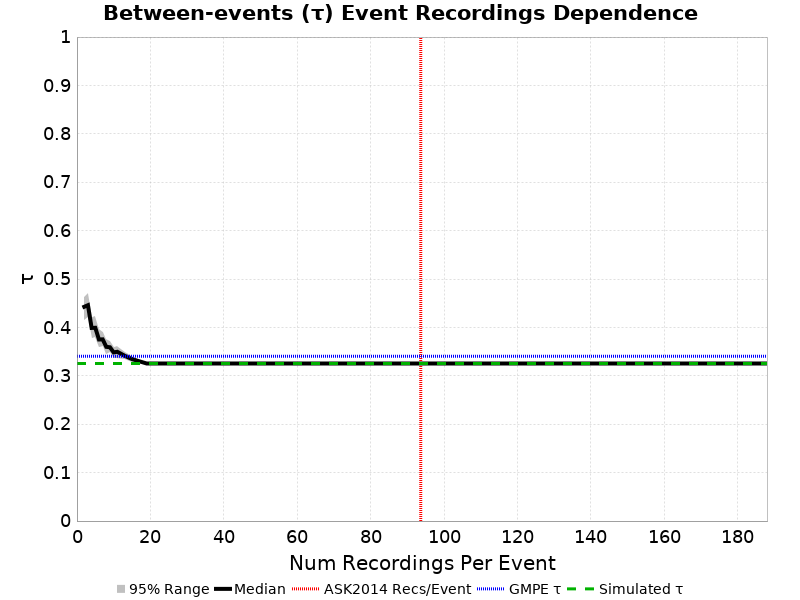 Between-events (τ) Event Recordings Dependence
1
0.9
0.8
0.7
0.6
0.5
0.4
0.3
0.2
0.1
0
τ
0 20 40 60 80 100 120 140 160 180
Num Recordings Per Event
95% Range Median ASK2014 Recs/Event GMPE τ Simulated τ